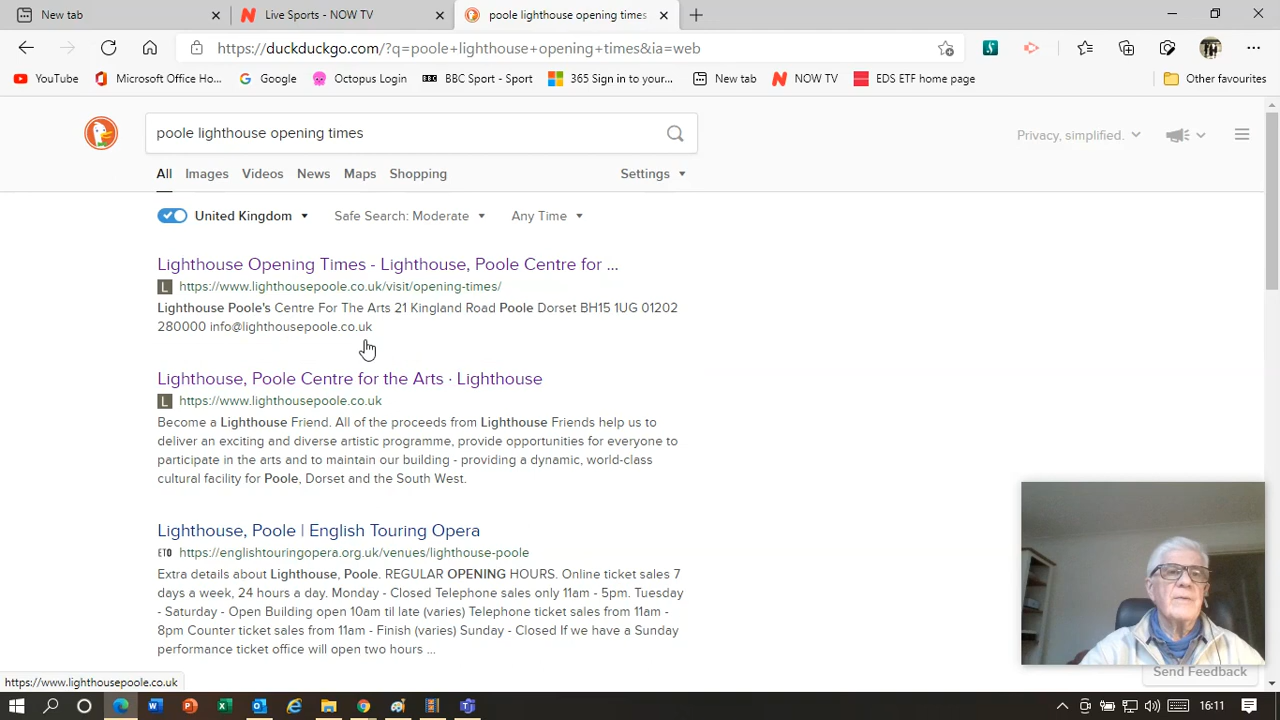 New tab
Live Sports - NOW TV
poole lighthouse opening times
https://duckduckgo.com/?q=poole+lighthouse+opening+times&ia=web
YouTube
Microsoft Office Ho...
Google
Octopus Login
BBC Sport - Sport
365 Sign in to your...
New tab
NOW TV
EDS ETF home page
Other favourites
poole lighthouse opening times
Privacy, simplified.
All Images Videos News Maps Shopping Settings
United Kingdom Safe Search: Moderate Any Time
Lighthouse Opening Times - Lighthouse, Poole Centre for ...
L https://www.lighthousepoole.co.uk/visit/opening-times/
Lighthouse Poole's Centre For The Arts 21 Kingland Road Poole Dorset BH15 1UG 01202
280000 info@lighthousepoole.co.uk
Lighthouse, Poole Centre for the Arts · Lighthouse
L https://www.lighthousepoole.co.uk
Become a Lighthouse Friend. All of the proceeds from Lighthouse Friends help us to
deliver an exciting and diverse artistic programme, provide opportunities for everyone to
participate in the arts and to maintain our building - providing a dynamic, world-class
cultural facility for Poole, Dorset and the South West.
Lighthouse, Poole | English Touring Opera
ETO https://englishtouringopera.org.uk/venues/lighthouse-poole
Extra details about Lighthouse, Poole. REGULAR OPENING HOURS. Online ticket sales 7
days a week, 24 hours a day. Monday - Closed Telephone sales only 11am - 5pm. Tuesday
- Saturday - Open Building open 10am til late (varies) Telephone ticket sales from 11am -
8pm Counter ticket sales from 11am - Finish (varies) Sunday - Closed If we have a Sunday
performance ticket office will open two hours ...
Send Feedback
https://www.lighthousepoole.co.uk
16:11